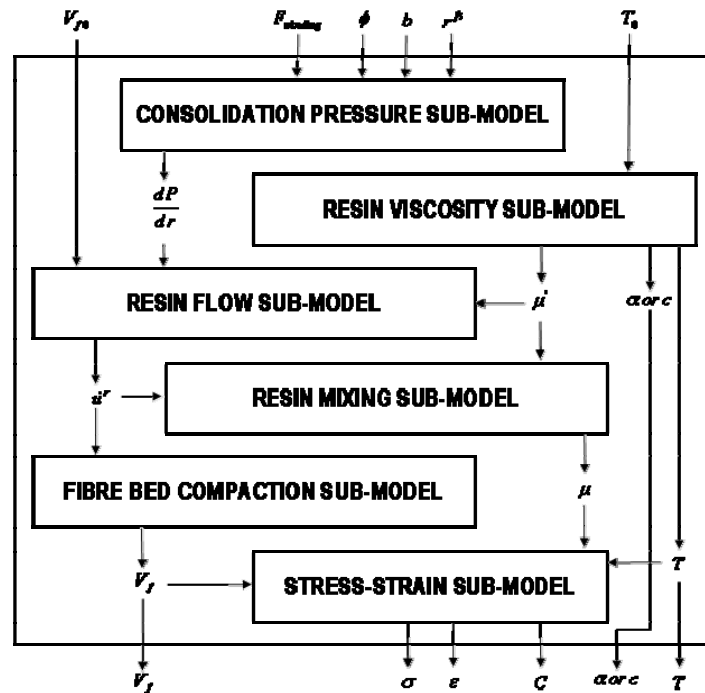 V_f0 F_winding ϕ b r^fs T_0
CONSOLIDATION PRESSURE SUB-MODEL
dP
dr
RESIN VISCOSITY SUB-MODEL
RESIN FLOW SUB-MODEL
μ' α or c
u̇^r
RESIN MIXING SUB-MODEL
FIBRE BED COMPACTION SUB-MODEL
μ
V_f
STRESS-STRAIN SUB-MODEL
T
V_f σ ε C α or c T